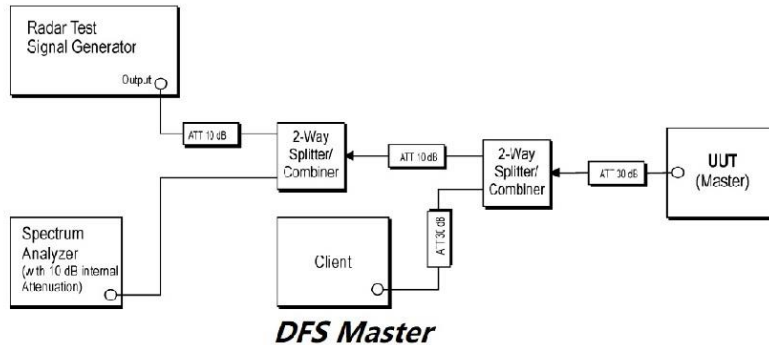 Radar Test
Signal Generator
Output
ATT 10 dB
2-Way
Splitter/
Combiner
ATT 10 dB
2-Way
Splitter/
Combiner
ATT 30 dB
UUT
(Master)
Spectrum
Analyzer
(with 10 dB internal
Attenuation)
Client
ATT 30 dB
DFS Master